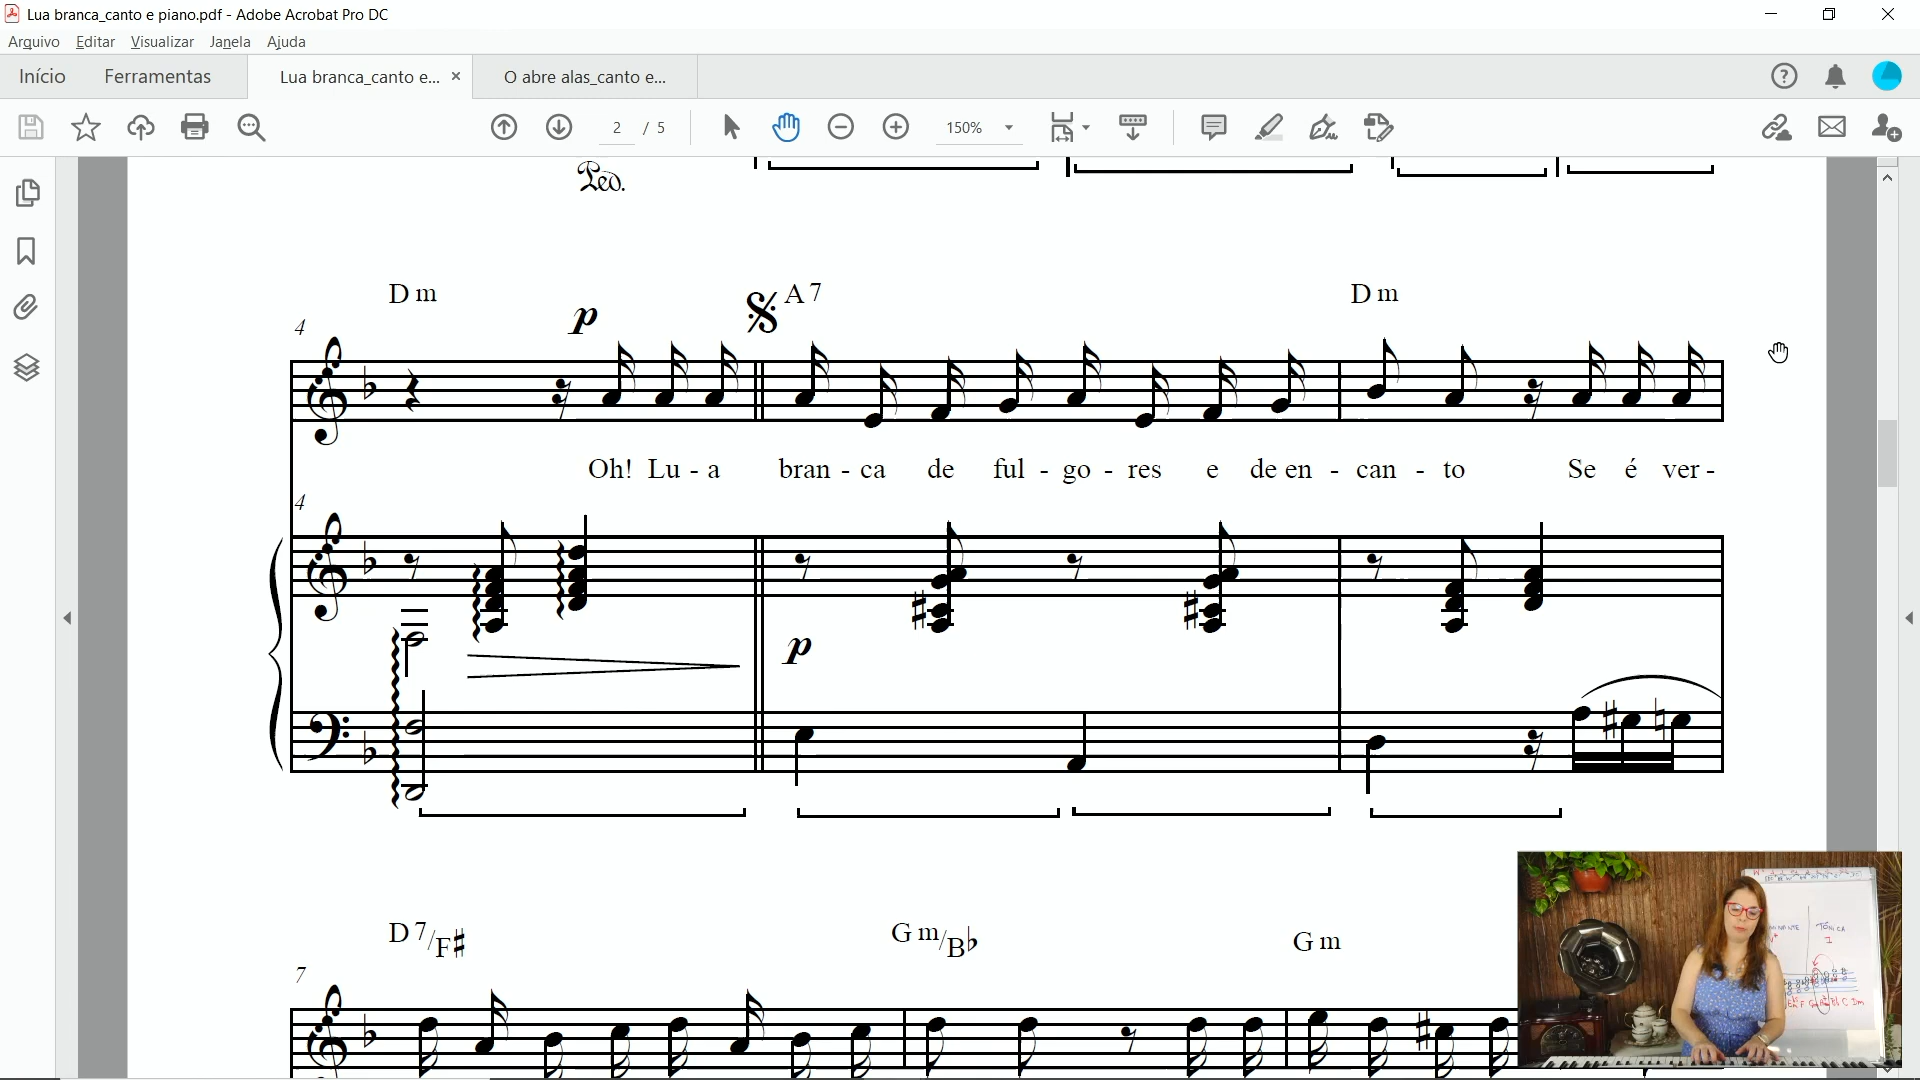 Lua branca_canto e piano.pdf - Adobe Acrobat Pro DC
Arquivo Editar Visualizar Janela Ajuda
Início Ferramentas Lua branca_canto e... × O abre alas_canto e...
2 / 5 150%
Ped.
Dm A7 Dm
p
4
Oh! Lu - a bran - ca de ful - go - res e de en - can - to Se é ver -
4
p
D7/F♯ Gm/B♭ Gm
7
TÔNICA
I